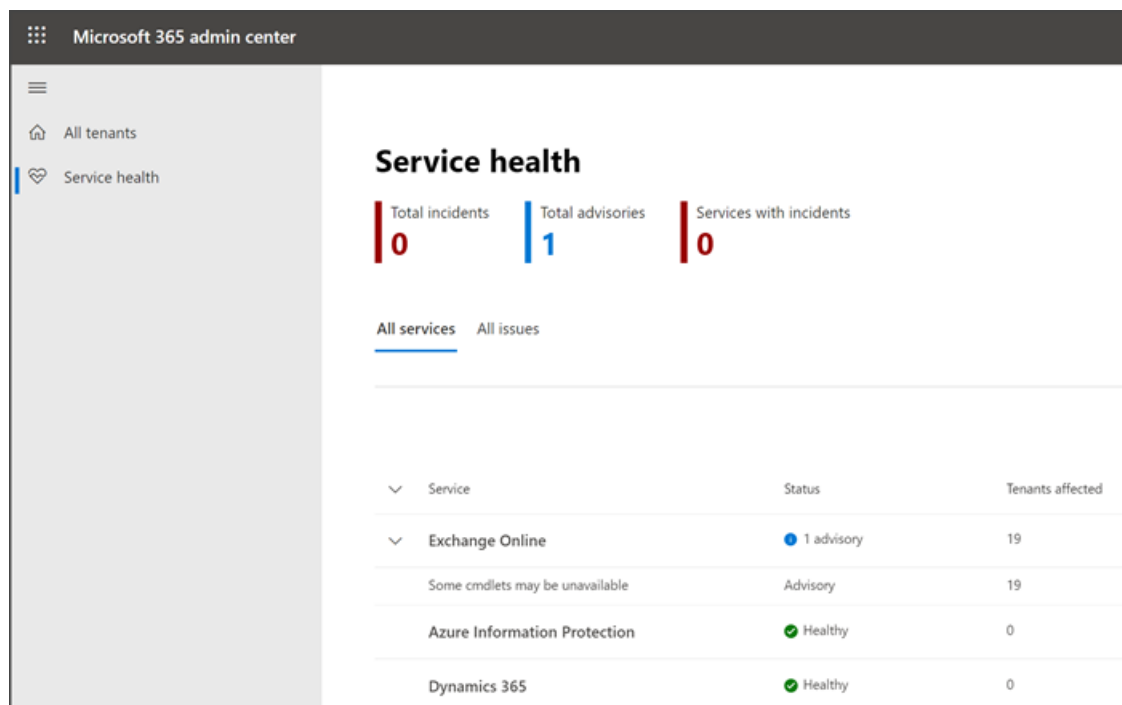 Microsoft 365 admin center
All tenants
Service health
Service health
Total incidents Total advisories Services with incidents
0 1 0
All services All issues
Service Status Tenants affected
Exchange Online 1 advisory 19
Some cmdlets may be unavailable Advisory 19
Azure Information Protection Healthy 0
Dynamics 365 Healthy 0